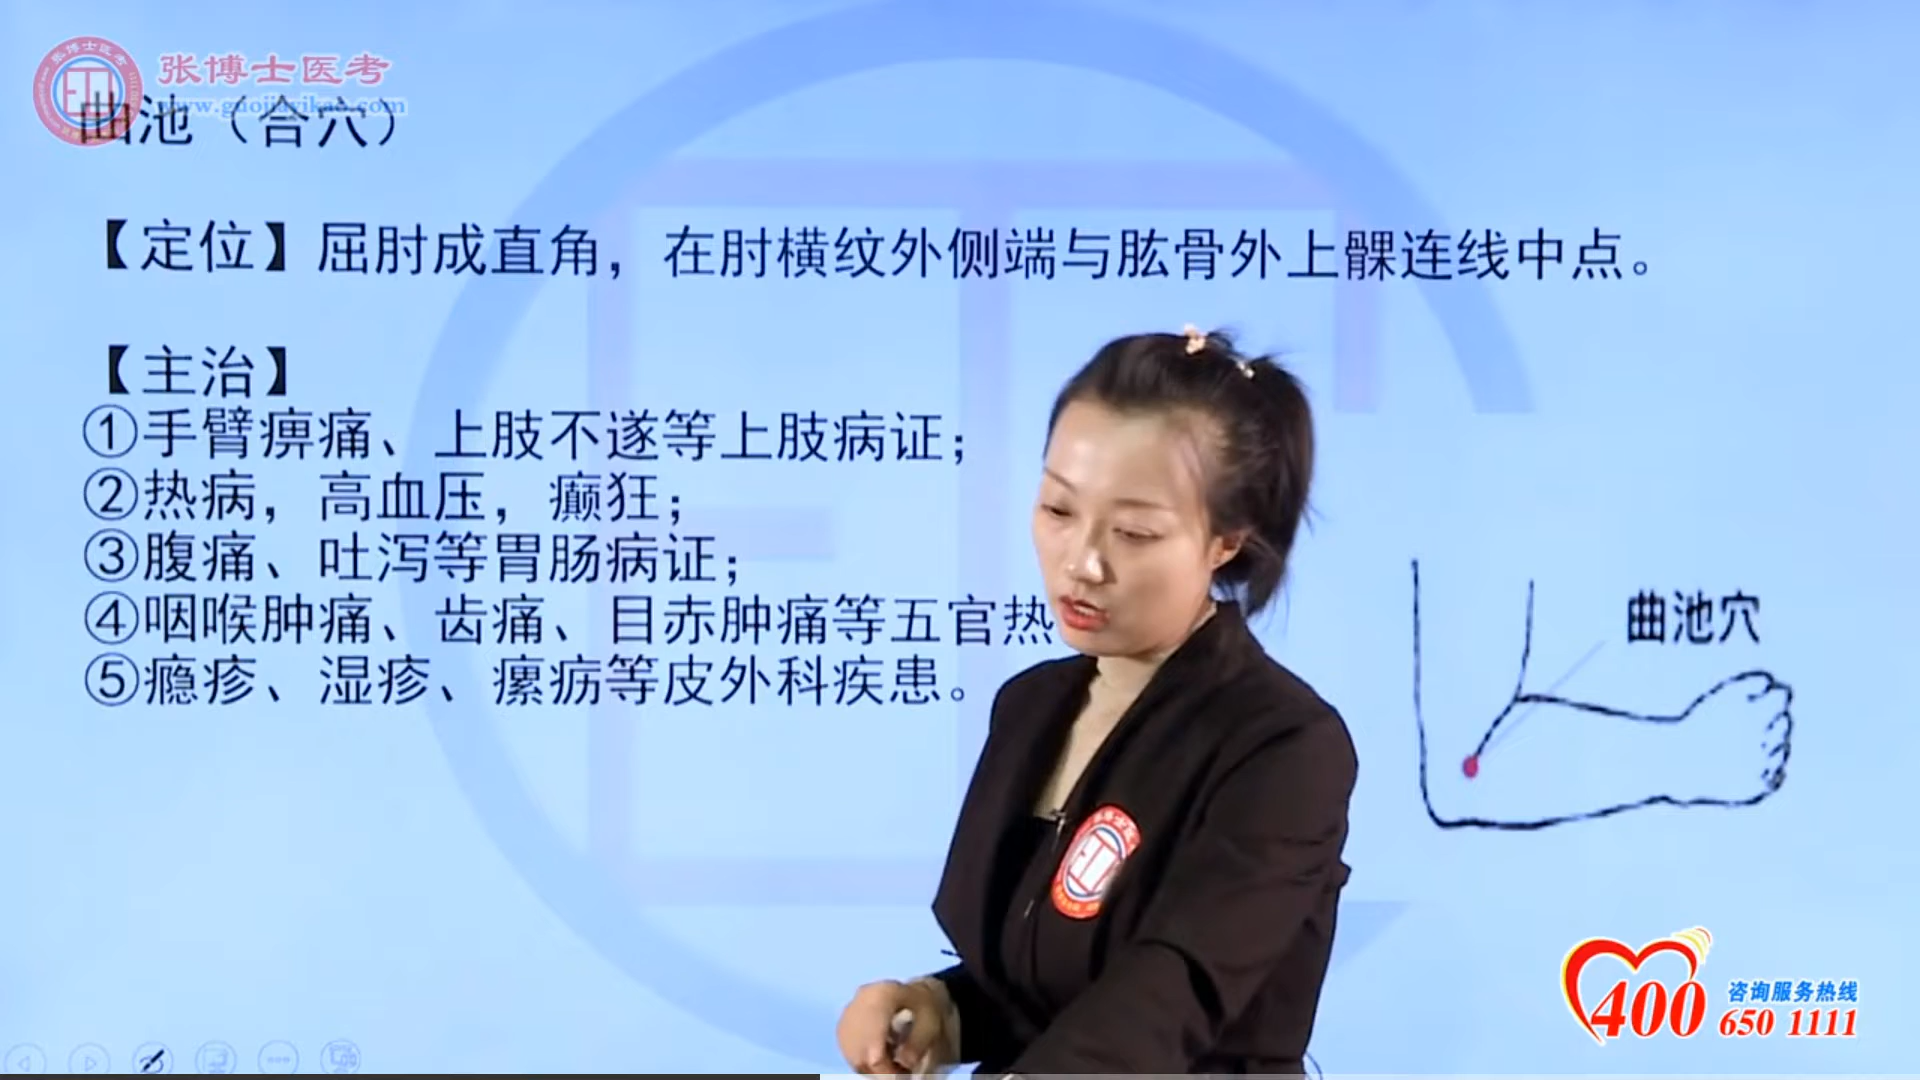 张博士医考
www.guojiayikao.com
曲池（合穴）
【定位】屈肘成直角，在肘横纹外侧端与肱骨外上髁连线中点。
【主治】
①手臂痹痛、上肢不遂等上肢病证；
②热病，高血压，癫狂；
③腹痛、吐泻等胃肠病证；
④咽喉肿痛、齿痛、目赤肿痛等五官热
⑤瘾疹、湿疹、瘰疬等皮外科疾患。
曲池穴
400 咨询服务热线
650 1111